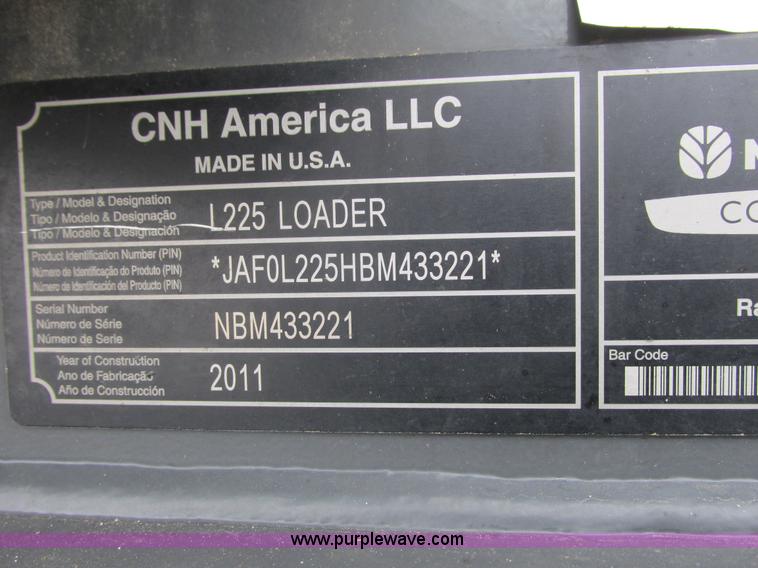 CNH America LLC
MADE IN U.S.A.
Type / Model & Designation
Tipo / Modelo & Designação
Tipo / Modelo & Designación
L225 LOADER
Product Identification Number (PIN)
Número de Identificação do Produto (PIN)
Número de Identificación del Producto (PIN)
*JAF0L225HBM433221*
Serial Number
Número de Série
Número de Serie
NBM433221
Year of Construction
Ano de Fabricação
Año de Construcción
2011
CO
Ra
Bar Code
www.purplewave.com